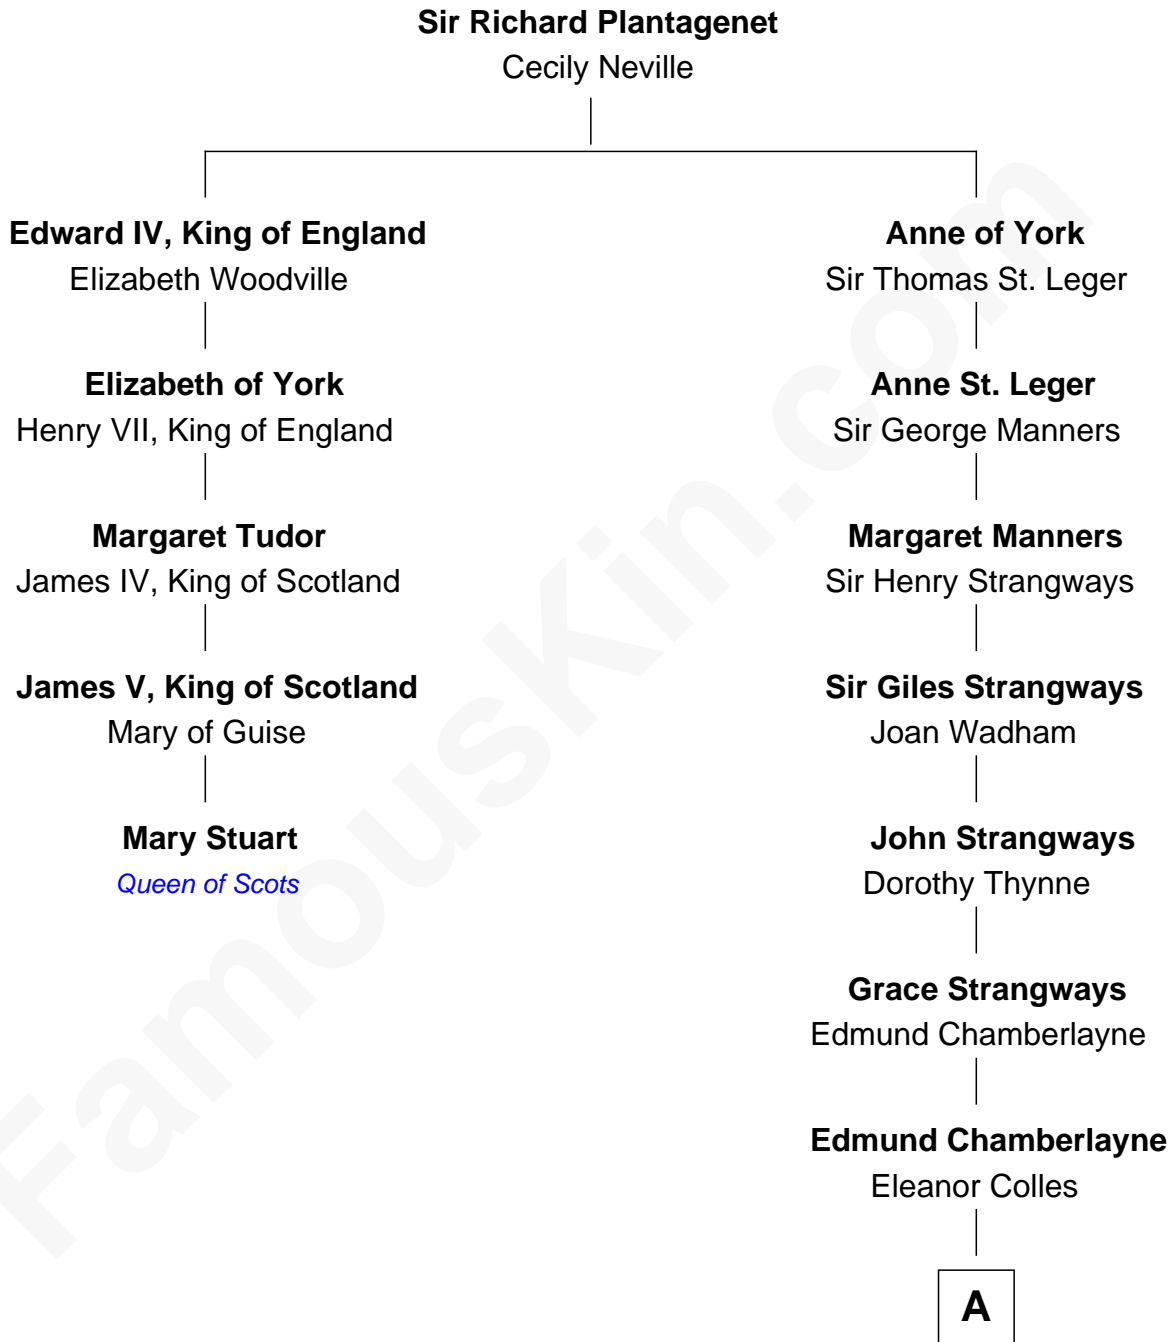 Sir Richard Plantagenet
Cecily Neville
Edward IV, King of England
Elizabeth Woodville
Elizabeth of York
Henry VII, King of England
Margaret Tudor
James IV, King of Scotland
James V, King of Scotland
Mary of Guise
Mary Stuart
Queen of Scots
Anne of York
Sir Thomas St. Leger
Anne St. Leger
Sir George Manners
Margaret Manners
Sir Henry Strangways
Sir Giles Strangways
Joan Wadham
John Strangways
Dorothy Thynne
Grace Strangways
Edmund Chamberlayne
Edmund Chamberlayne
Eleanor Colles
A
FamousKin.com